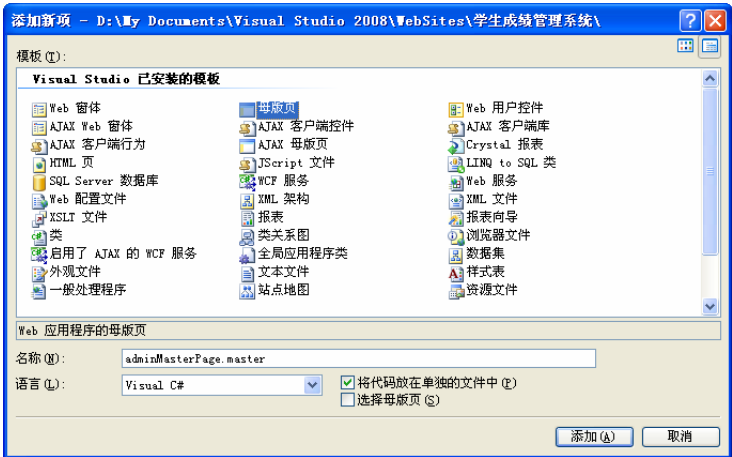 添加新项 - D:\My Documents\Visual Studio 2008\WebSites\学生成绩管理系统\
模板(T):
Visual Studio 已安装的模板
Web 窗体 母版页 Web 用户控件
AJAX Web 窗体 AJAX 客户端控件 AJAX 客户端库
AJAX 客户端行为 AJAX 母版页 Crystal 报表
HTML 页 JScript 文件 LINQ to SQL 类
SQL Server 数据库 WCF 服务 Web 服务
Web 配置文件 XML 架构 XML 文件
XSLT 文件 报表 报表向导
类 类关系图 浏览器文件
启用了 AJAX 的 WCF 服务 全局应用程序类 数据集
外观文件 文本文件 样式表
一般处理程序 站点地图 资源文件
Web 应用程序的母版页
名称(N): adminMasterPage.master
语言(L): Visual C# 将代码放在单独的文件中(P)
选择母版页(S)
添加(A) 取消